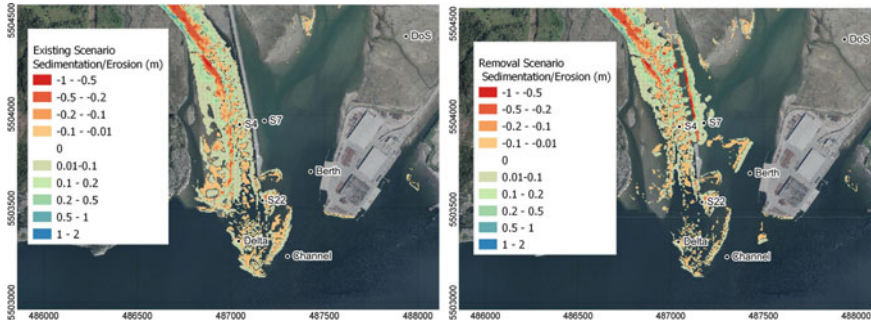 5504500
5504000
5503500
5503000
Existing Scenario
Sedimentation/Erosion (m)
-1 - -0.5
-0.5 - -0.2
-0.2 - -0.1
-0.1 - -0.01
0
0.01-0.1
0.1 - 0.2
0.2 - 0.5
0.5 - 1
1 - 2
DoS
S4
S7
Berth
S22
Delta
Channel
486000
486500
487000
487500
488000
5504500
5504000
5503500
5503000
Removal Scenario
Sedimentation/Erosion (m)
-1 - -0.5
-0.5 - -0.2
-0.2 - -0.1
-0.1 - -0.01
0
0.01-0.1
0.1 - 0.2
0.2 - 0.5
0.5 - 1
1 - 2
DoS
S4
S7
Berth
S22
Delta
Channel
486000
486500
487000
487500
488000